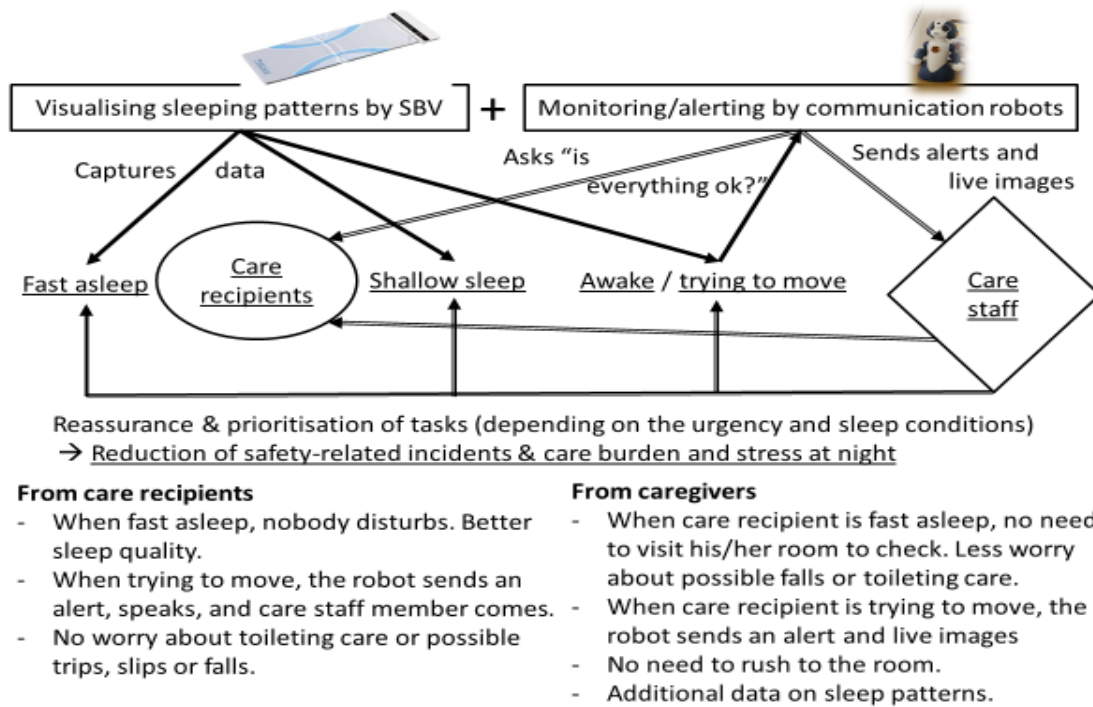 Visualising sleeping patterns by SBV
+
Monitoring/alerting by communication robots
Captures data
Asks “is
everything ok?”
Sends alerts and
live images
Fast asleep
Care
recipients
Shallow sleep
Awake / trying to move
Care
staff
Reassurance & prioritisation of tasks (depending on the urgency and sleep conditions)
→ Reduction of safety-related incidents & care burden and stress at night
From care recipients
- When fast asleep, nobody disturbs. Better
sleep quality.
- When trying to move, the robot sends an
alert, speaks, and care staff member comes.
- No worry about toileting care or possible
trips, slips or falls.
From caregivers
- When care recipient is fast asleep, no need
to visit his/her room to check. Less worry
about possible falls or toileting care.
- When care recipient is trying to move, the
robot sends an alert and live images
- No need to rush to the room.
- Additional data on sleep patterns.